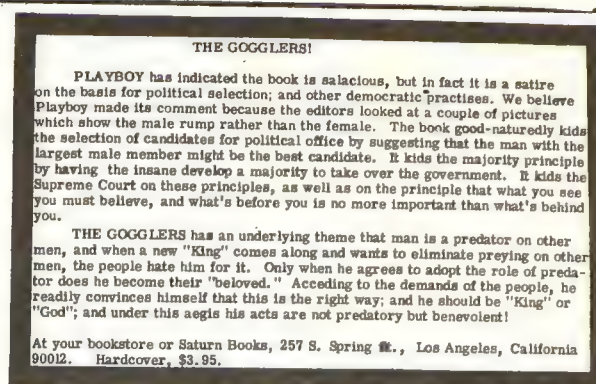 THE GOGGLERS!
PLAYBOY has indicated the book is salacious, but in fact it is a satire
on the basis for political selection; and other democratic practises. We believe
Playboy made its comment because the editors looked at a couple of pictures
which show the male rump rather than the female. The book good-naturedly kids
the selection of candidates for political office by suggesting that the man with the
largest male member might be the best candidate. It kids the majority principle
by having the insane develop a majority to take over the government. It kids the
Supreme Court on these principles, as well as on the principle that what you see
you must believe, and what's before you is no more important than what's behind
you.
THE GOGGLERS has an underlying theme that man is a predator on other
men, and when a new "King" comes along and wants to eliminate preying on other
men, the people hate him for it. Only when he agrees to adopt the role of preda-
tor does he become their "beloved." Acceding to the demands of the people, he
readily convinces himself that this is the right way; and he should be "King" or
"God"; and under this aegis his acts are not predatory but benevolent!
At your bookstore or Saturn Books, 257 S. Spring St., Los Angeles, California
90012. Hardcover, $3.95.